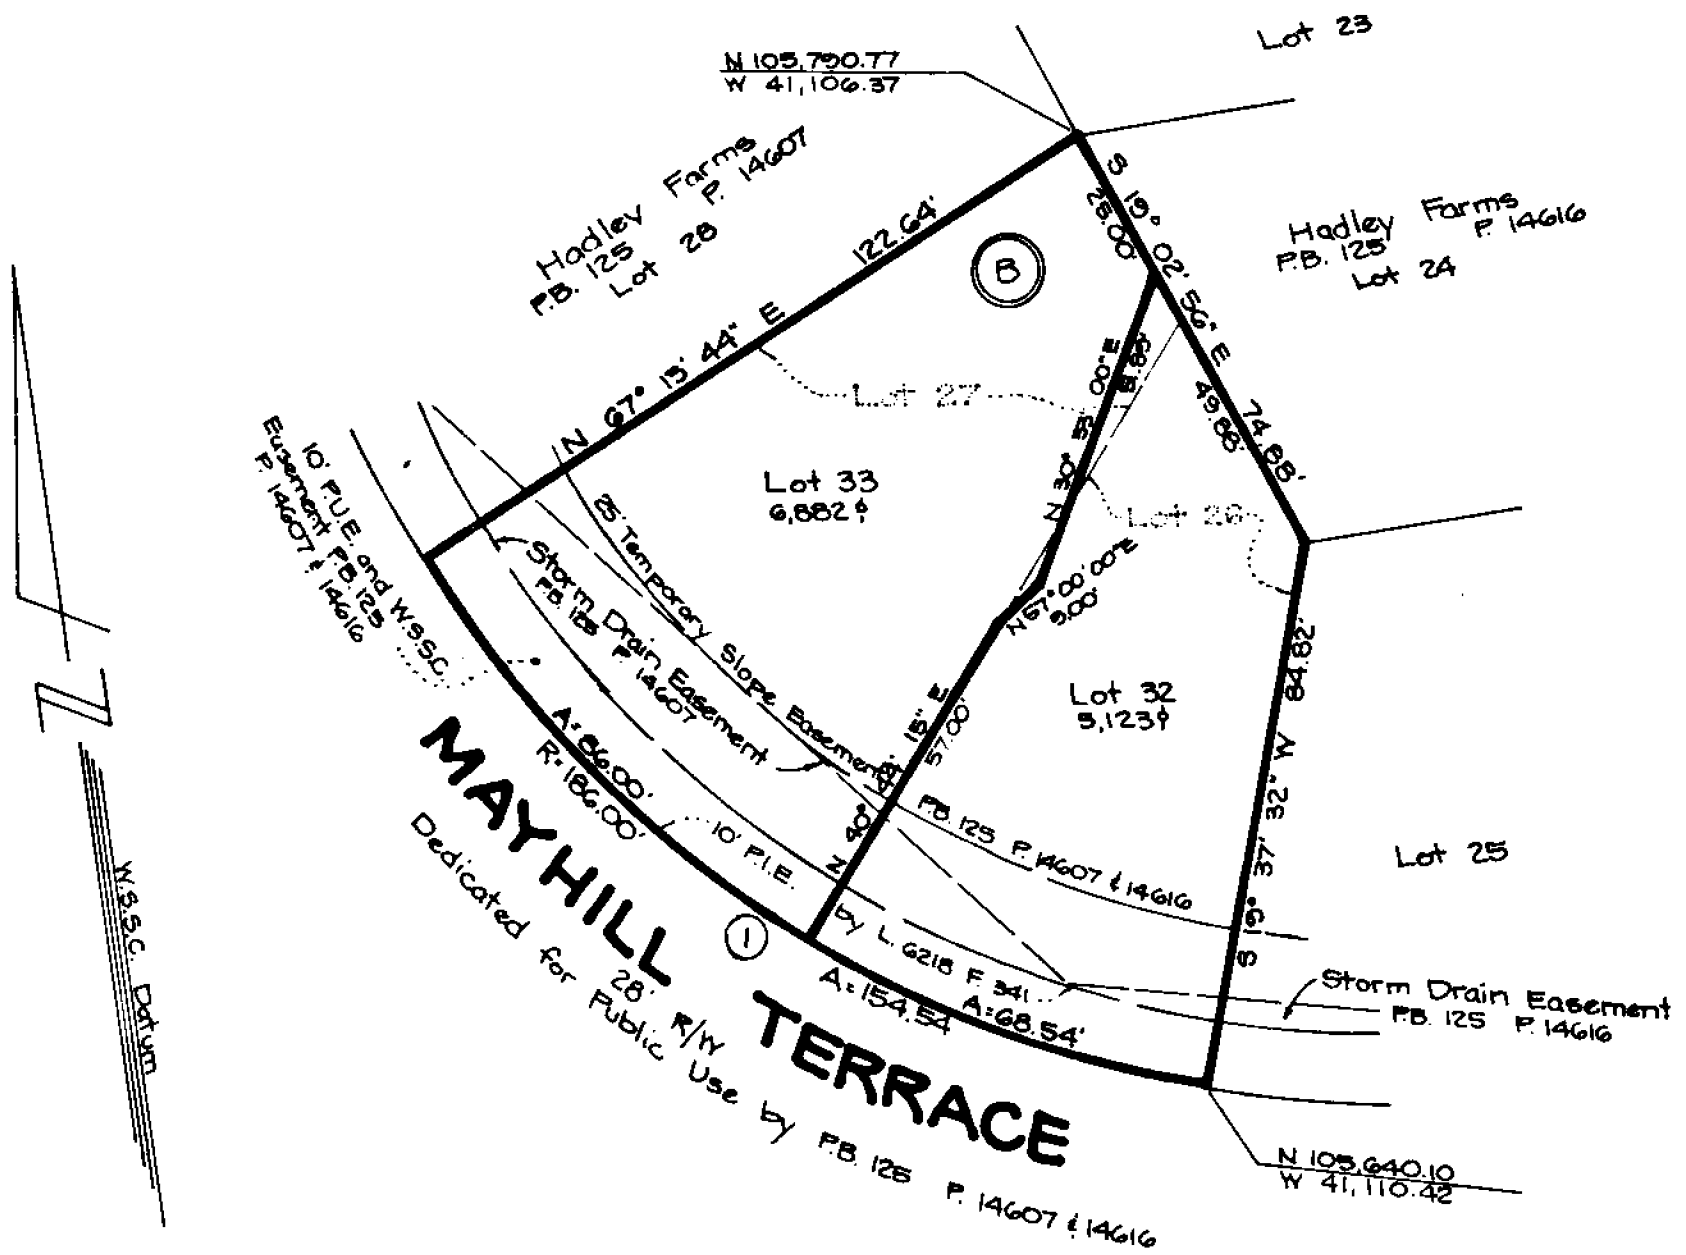 Lot 23
N 105,790.77
W 41,106.37
Hadley Farms
P.B. 125 P. 14607
Lot 28
122.64'
N 67° 13' 44" E
B
S 19° 02' 56" E
25.00'
49.88'
74.88'
Hadley Farms
P.B. 125 P. 14616
Lot 24
Lot 27
Lot 33
6,882
N 30° 33' 00" E
Lot 26
N 57° 00' 00" E
5.00'
10' P.U.E. and W.S.S.C.
Easement P.B. 125
P. 14607 & 14616
25' Temporary Slope Easement
P.B. 125 P. 14607 & 14616
Storm Drain Easement
P.B. 125
P. 14607
Lot 32
5,123
S 19° 37' 32" W
84.82'
15" E
57.00'
N 40°
A=86.00'
R=186.00'
10' P.I.E.
by L. 6218 F. 341
Lot 25
MAYHILL TERRACE
28' R/W
Dedicated for Public Use by P.B. 125 P. 14607 & 14616
1
A=154.54'
A=68.54'
Storm Drain Easement
P.B. 125 P. 14616
N 105,640.10
W 41,110.42
W.S.S.C. Datum